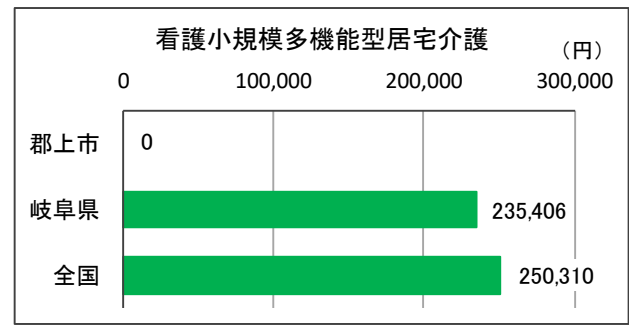 看護小規模多機能型居宅介護
（円）
0 100,000 200,000 300,000
郡上市 0
岐阜県 235,406
全国 250,310